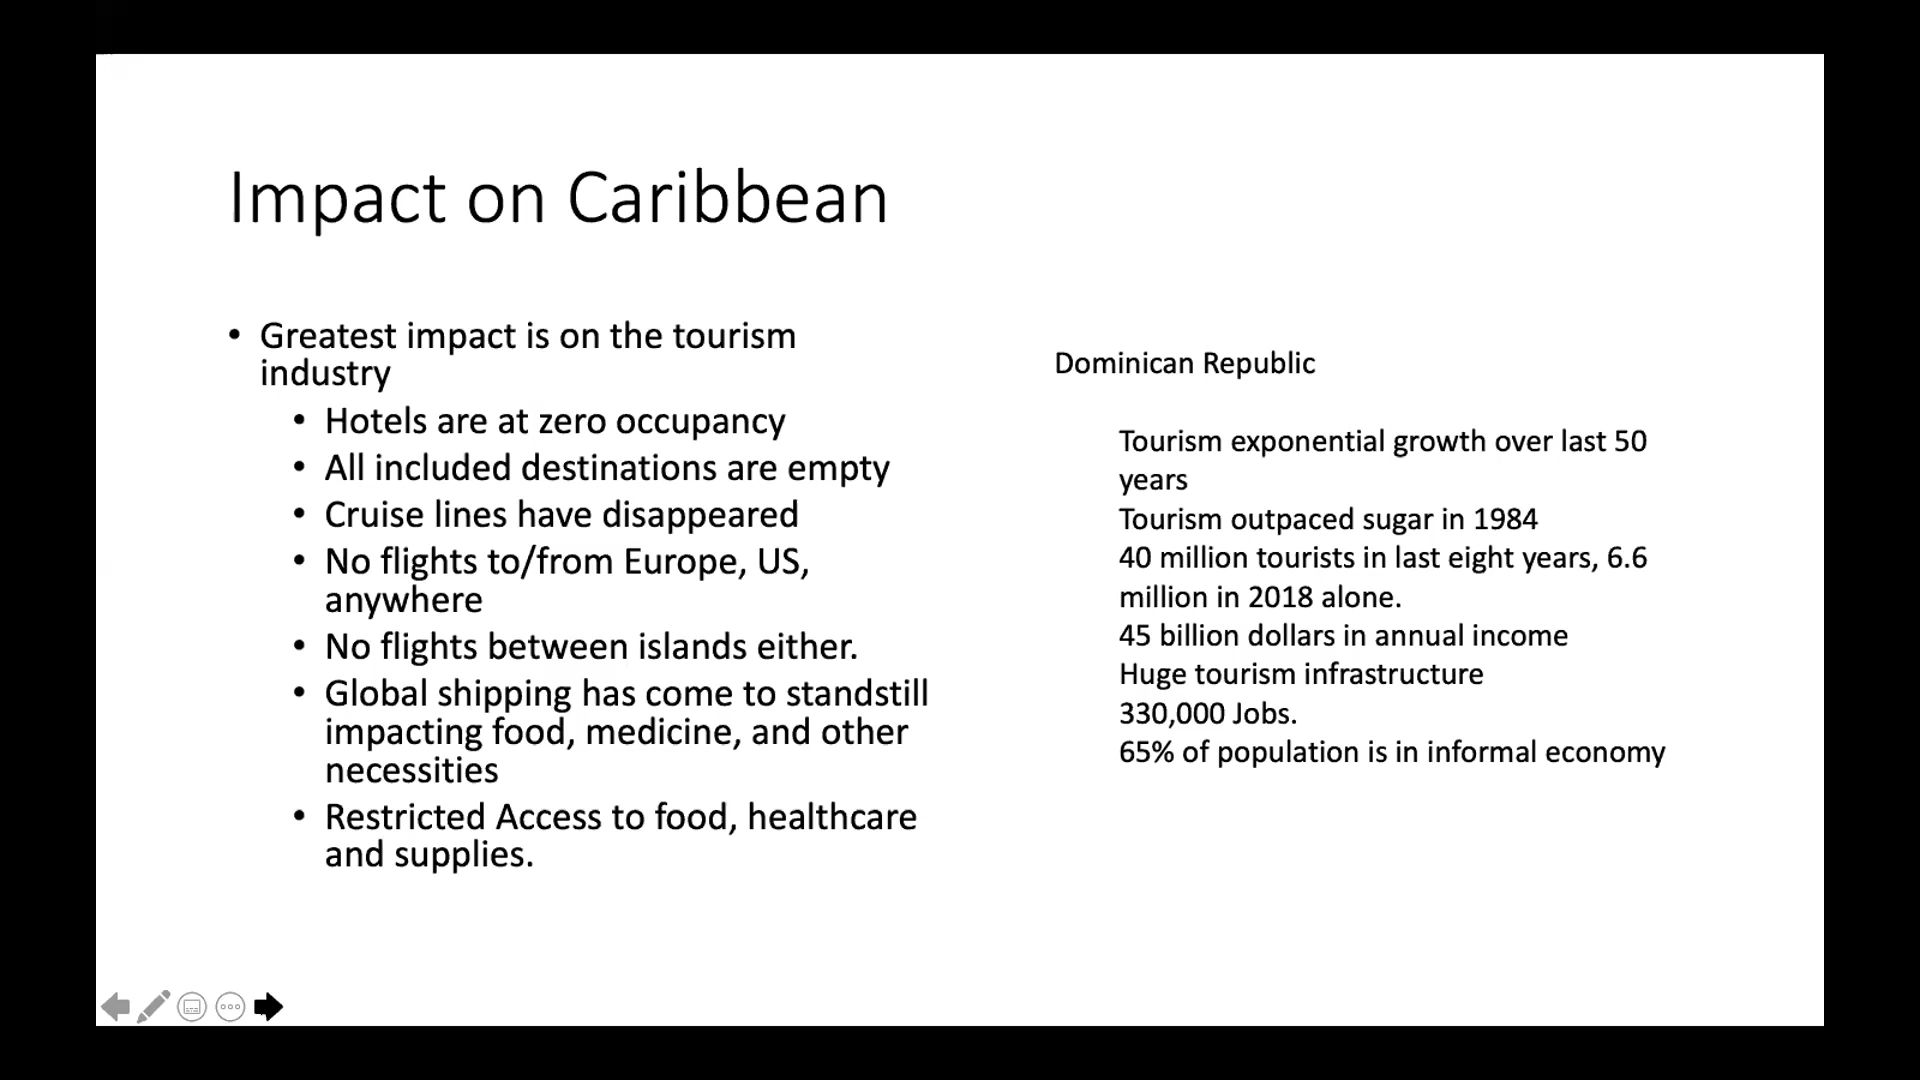 Impact on Caribbean
• Greatest impact is on the tourism
industry
• Hotels are at zero occupancy
• All included destinations are empty
• Cruise lines have disappeared
• No flights to/from Europe, US,
anywhere
• No flights between islands either.
• Global shipping has come to standstill
impacting food, medicine, and other
necessities
• Restricted Access to food, healthcare
and supplies.
Dominican Republic
Tourism exponential growth over last 50
years
Tourism outpaced sugar in 1984
40 million tourists in last eight years, 6.6
million in 2018 alone.
45 billion dollars in annual income
Huge tourism infrastructure
330,000 Jobs.
65% of population is in informal economy